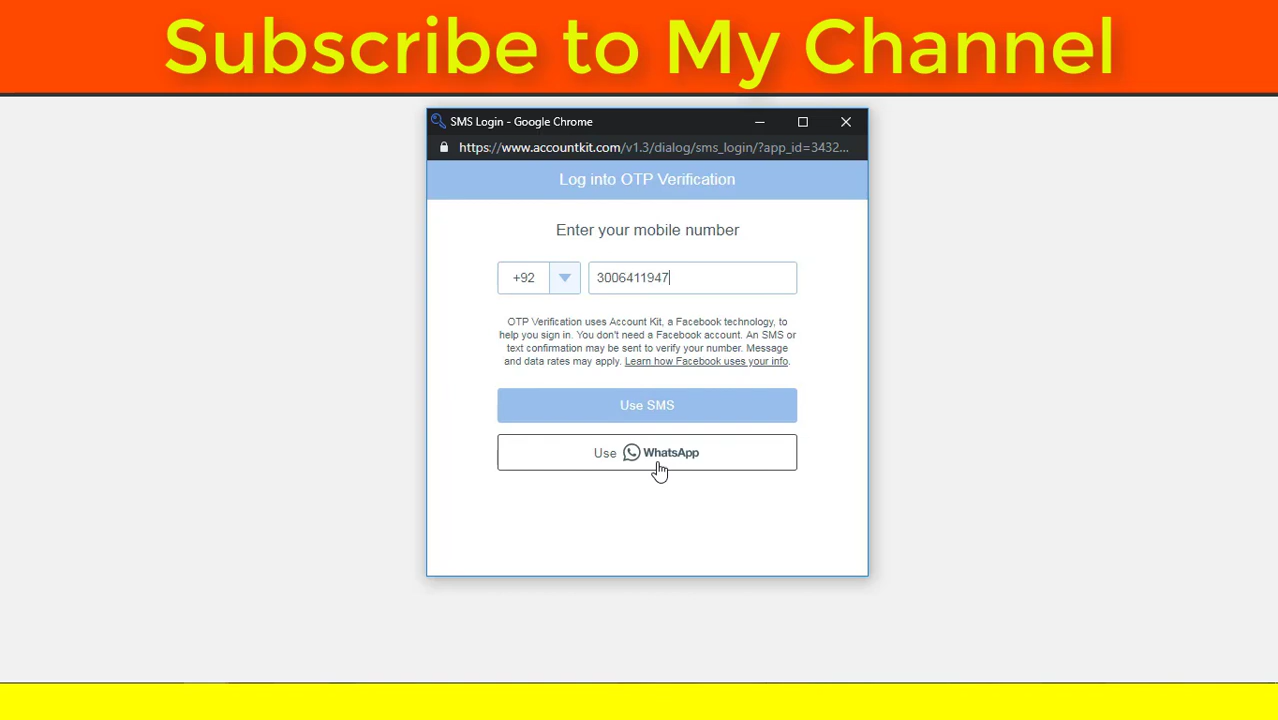 Subscribe to My Channel
SMS Login - Google Chrome
https://www.accountkit.com/v1.3/dialog/sms_login/?app_id=3432...
Log into OTP Verification
Enter your mobile number
+92 3006411947
OTP Verification uses Account Kit, a Facebook technology, to
help you sign in. You don't need a Facebook account. An SMS or
text confirmation may be sent to verify your number. Message
and data rates may apply. Learn how Facebook uses your info.
Use SMS
Use WhatsApp